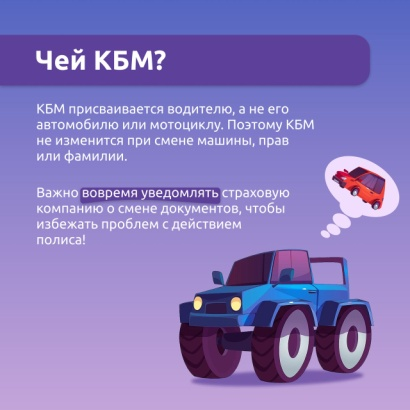 Чей КБМ?
КБМ присваивается водителю, а не его
автомобилю или мотоциклу. Поэтому КБМ
не изменится при смене машины, прав
или фамилии.
Важно вовремя уведомлять страховую
компанию о смене документов, чтобы
избежать проблем с действием
полиса!